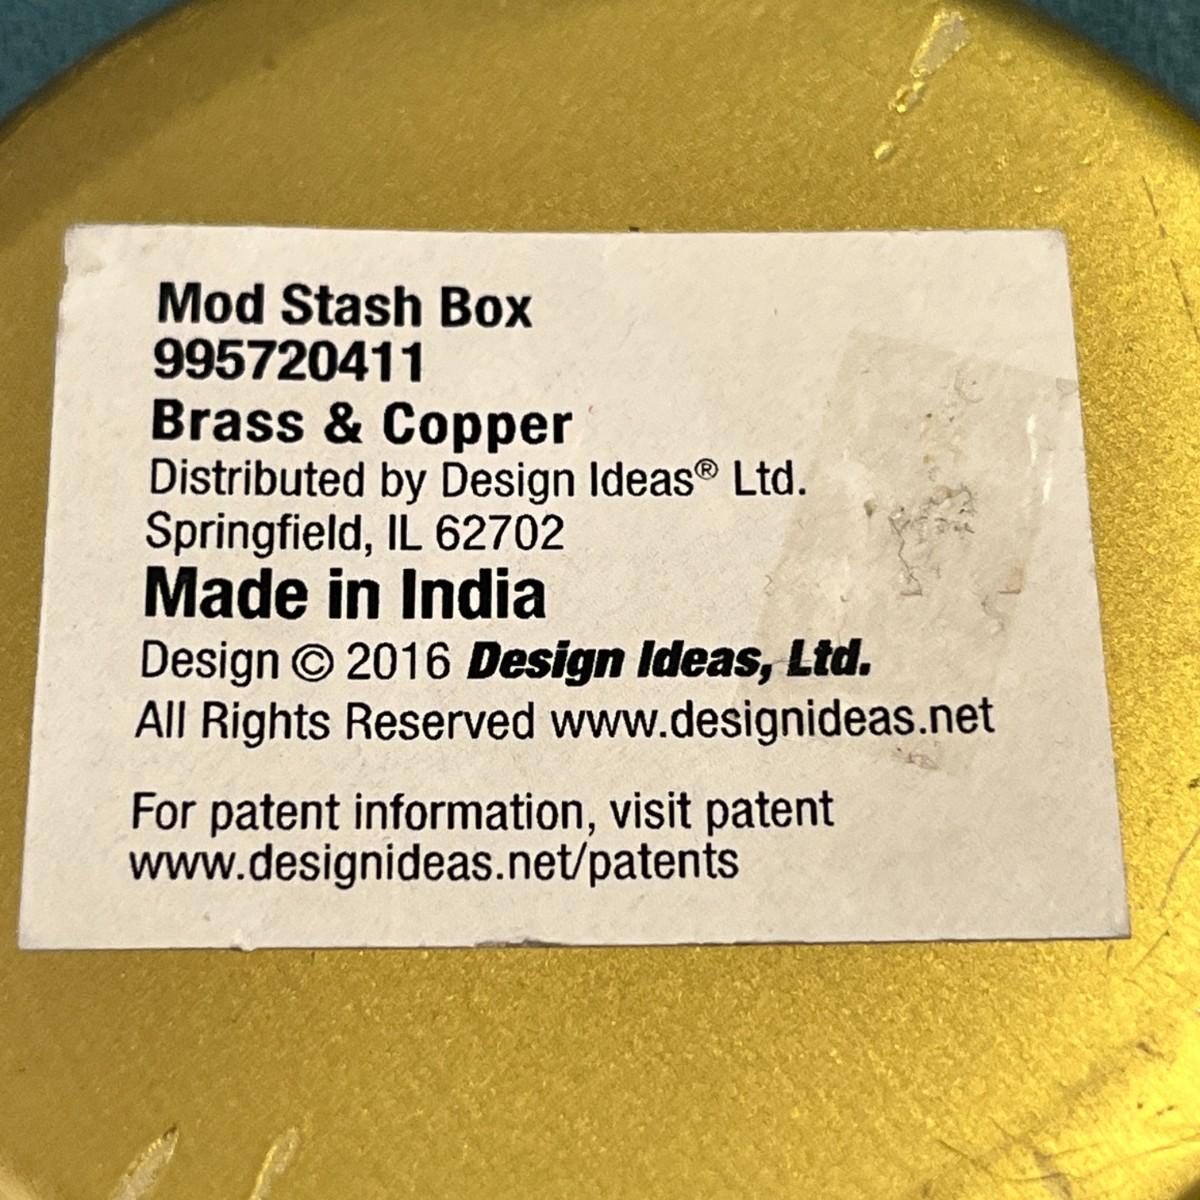 Mod Stash Box
995720411
Brass & Copper
Distributed by Design Ideas® Ltd.
Springfield, IL 62702
Made in India
Design © 2016 Design Ideas, Ltd.
All Rights Reserved www.designideas.net
For patent information, visit patent
www.designideas.net/patents